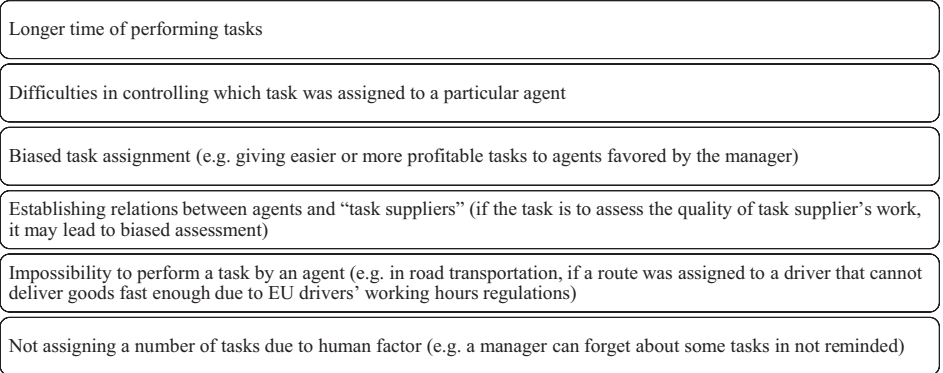 Longer time of performing tasks
Difficulties in controlling which task was assigned to a particular agent
Biased task assignment (e.g. giving easier or more profitable tasks to agents favored by the manager)
Establishing relations between agents and “task suppliers” (if the task is to assess the quality of task supplier’s work,
it may lead to biased assessment)
Impossibility to perform a task by an agent (e.g. in road transportation, if a route was assigned to a driver that cannot
deliver goods fast enough due to EU drivers’ working hours regulations)
Not assigning a number of tasks due to human factor (e.g. a manager can forget about some tasks in not reminded)